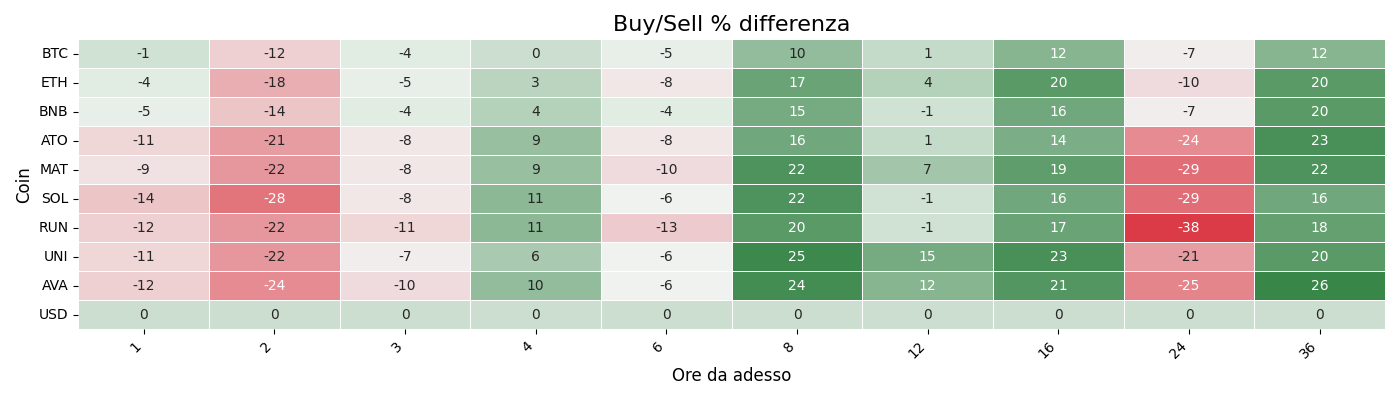 Buy/Sell % differenza
Coin
BTC -1 -12 -4 0 -5 10 1 12 -7 12
ETH -4 -18 -5 3 -8 17 4 20 -10 20
BNB -5 -14 -4 4 -4 15 -1 16 -7 20
ATO -11 -21 -8 9 -8 16 1 14 -24 23
MAT -9 -22 -8 9 -10 22 7 19 -29 22
SOL -14 -28 -8 11 -6 22 -1 16 -29 16
RUN -12 -22 -11 11 -13 20 -1 17 -38 18
UNI -11 -22 -7 6 -6 25 15 23 -21 20
AVA -12 -24 -10 10 -6 24 12 21 -25 26
USD 0 0 0 0 0 0 0 0 0 0
1 2 3 4 6 8 12 16 24 36
Ore da adesso